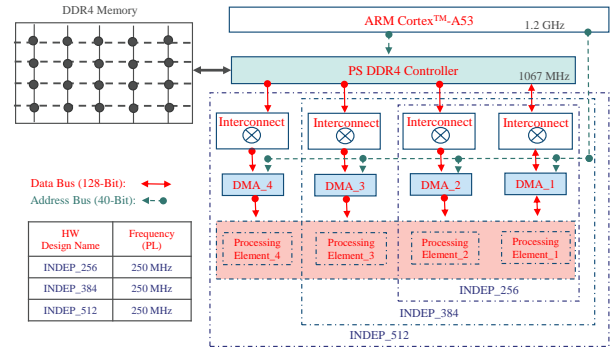 DDR4 Memory
ARM Cortex™-A53
1.2 GHz
PS DDR4 Controller
1067 MHz
Interconnect
Interconnect
Interconnect
Interconnect
DMA_4
DMA_3
DMA_2
DMA_1
Data Bus (128-Bit):
Address Bus (40-Bit):
Processing
Element_4
Processing
Element_3
Processing
Element_2
Processing
Element_1
INDEP_256
INDEP_384
INDEP_512
HW
Design Name
Frequency
(PL)
INDEP_256
250 MHz
INDEP_384
250 MHz
INDEP_512
250 MHz